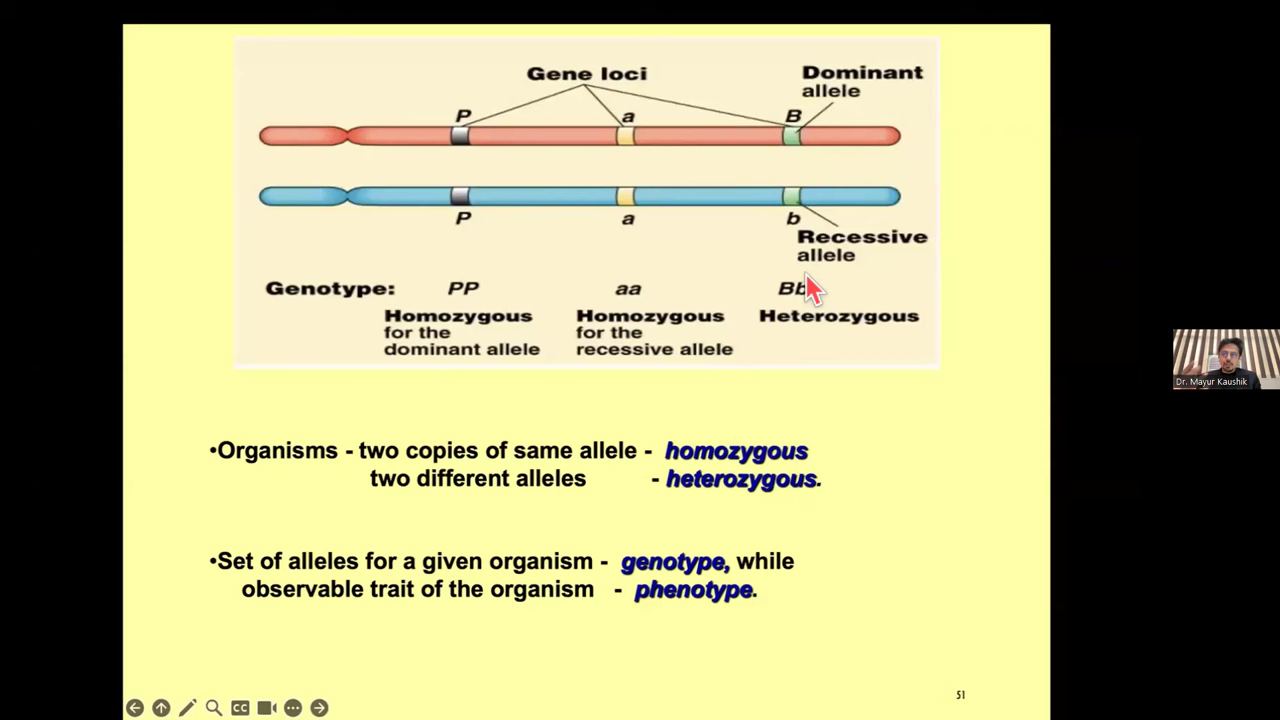 Gene loci
Dominant
allele
P a B
P a b
Recessive
allele
Genotype: PP aa Bb
Homozygous
for the
dominant allele
Homozygous
for the
recessive allele
Heterozygous
•Organisms - two copies of same allele - homozygous
two different alleles - heterozygous.
•Set of alleles for a given organism - genotype, while
observable trait of the organism - phenotype.
51
CC
Dr. Mayur Kaushik